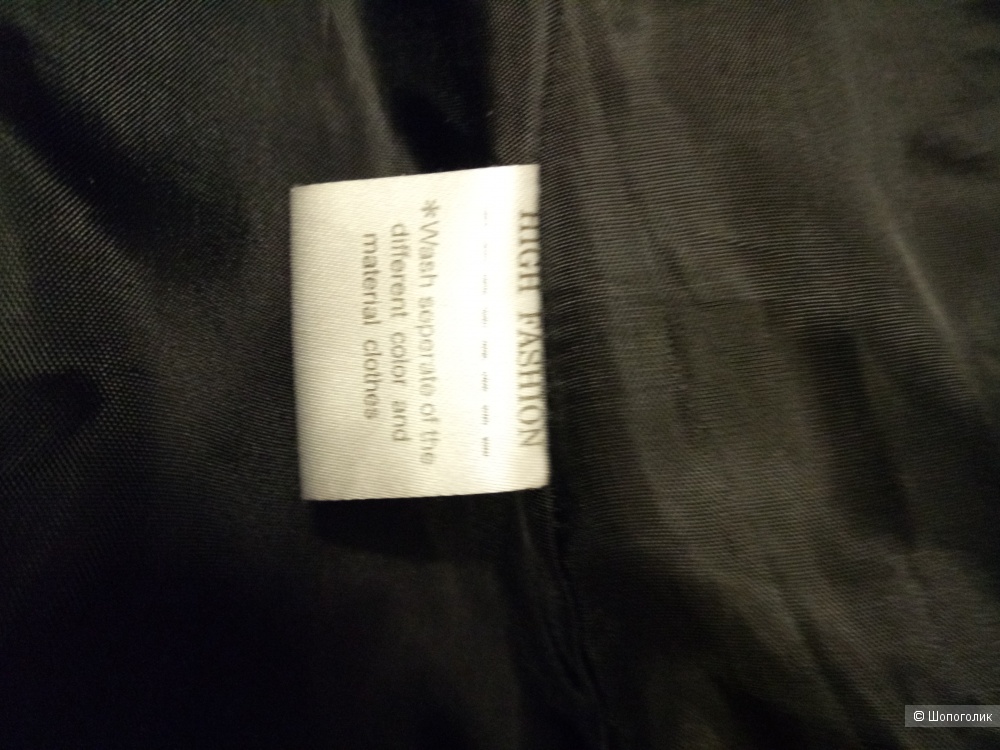 HIGH FASHION
*Wash seperate of the
different color and
material clothes
© Шопоголик